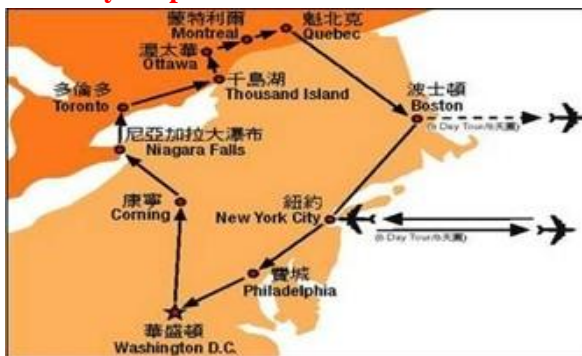 蒙特利爾
Montreal
魁北克
Quebec
渥太華
Ottawa
千島湖
Thousand Island
多倫多
Toronto
波士頓
Boston
尼亞加拉大瀑布
Niagara Falls
康寧
Corning
紐約
New York City
費城
Philadelphia
華盛頓
Washington D.C.